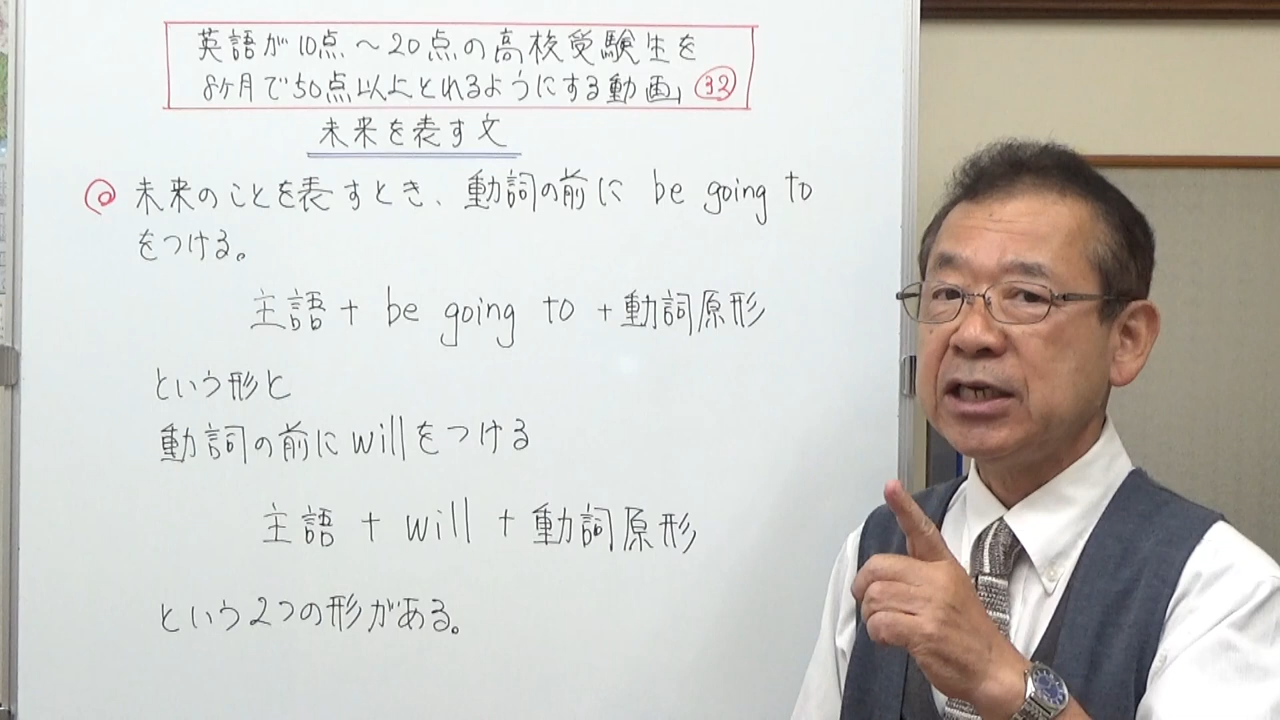 英語が10点～20点の高校受験生を
8ヶ月で50点以上とれるようにする動画」㉜
未来を表す文
◎ 未来のことを表すとき、動詞の前に be going to
をつける。
主語 + be going to + 動詞原形
という形と
動詞の前にwillをつける
主語 + will + 動詞原形
という2つの形がある。